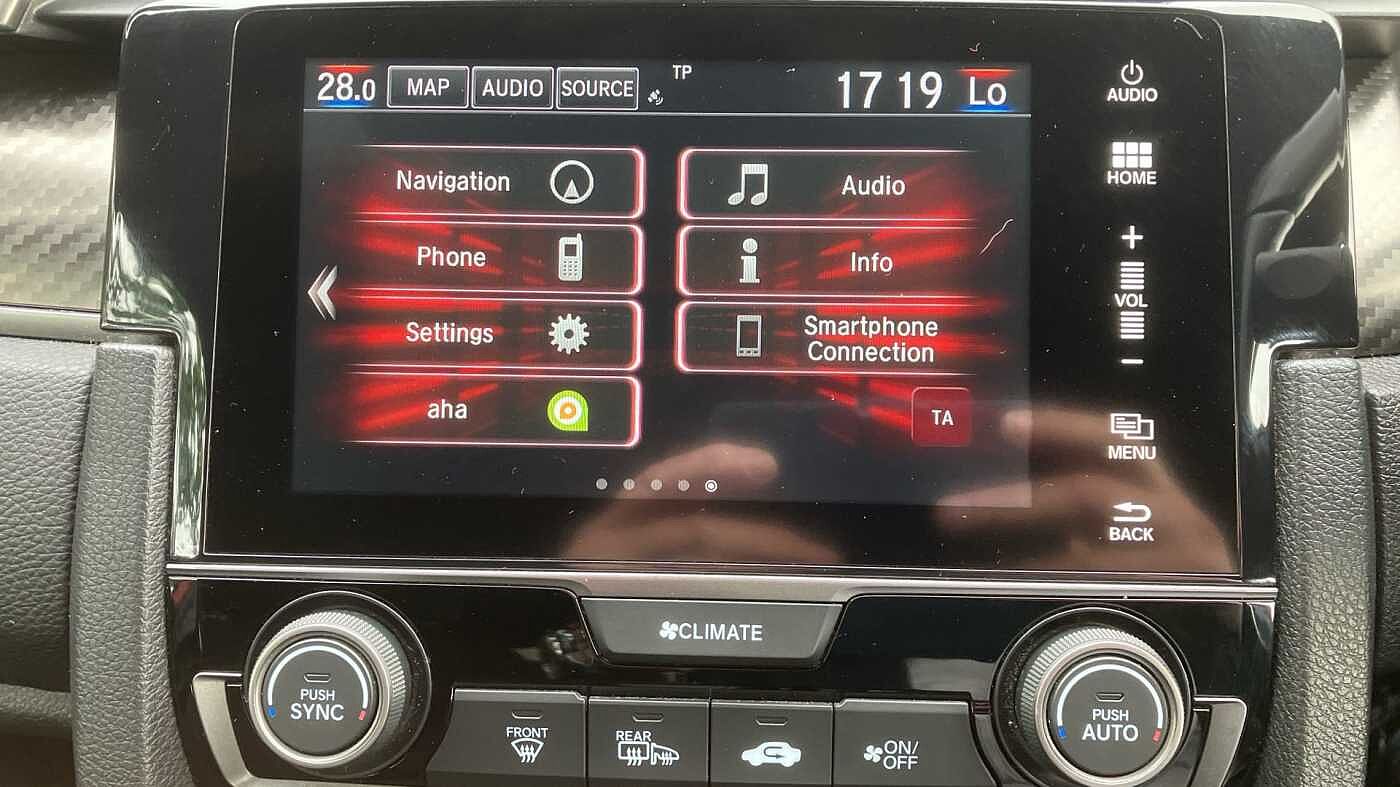 28.0 MAP AUDIO SOURCE TP 17 19 Lo
Navigation
Audio
Phone
Info
Settings
Smartphone
Connection
aha
TA
AUDIO
HOME
+
VOL
−
MENU
BACK
CLIMATE
PUSH
SYNC
FRONT
REAR
ON/
OFF
PUSH
AUTO